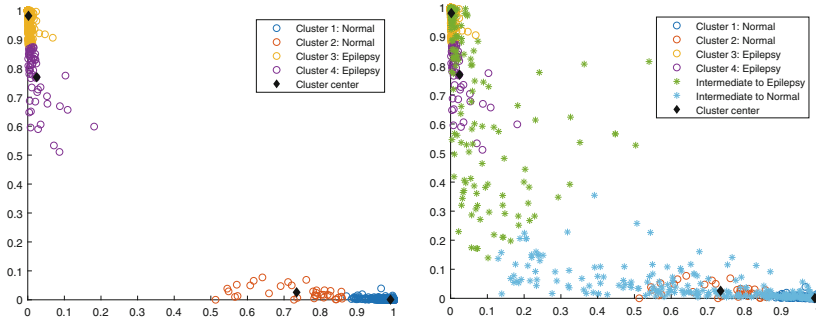 1
0.9
0.8
0.7
0.6
0.5
0.4
0.3
0.2
0.1
0
0 0.1 0.2 0.3 0.4 0.5 0.6 0.7 0.8 0.9 1
Cluster 1: Normal
Cluster 2: Normal
Cluster 3: Epilepsy
Cluster 4: Epilepsy
Cluster center
1
0.9
0.8
0.7
0.6
0.5
0.4
0.3
0.2
0.1
0
0 0.1 0.2 0.3 0.4 0.5 0.6 0.7 0.8 0.9 1
Cluster 1: Normal
Cluster 2: Normal
Cluster 3: Epilepsy
Cluster 4: Epilepsy
Intermediate to Epilepsy
Intermediate to Normal
Cluster center